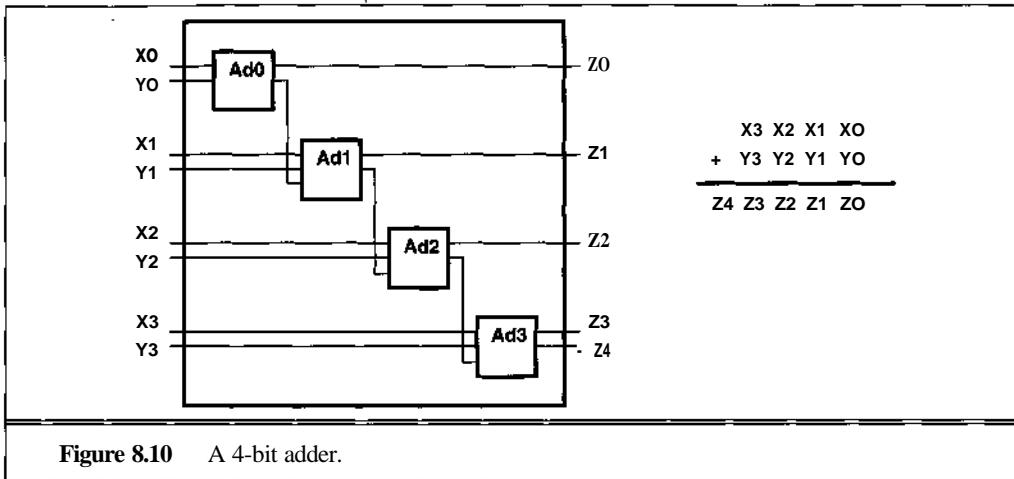 X0
Y0
Ad0
Z0
X1
Y1
Ad1
Z1
X2
Y2
Ad2
Z2
X3
Y3
Ad3
Z3
Z4
X3 X2 X1 X0
+ Y3 Y2 Y1 Y0
Z4 Z3 Z2 Z1 Z0
Figure 8.10 A 4-bit adder.